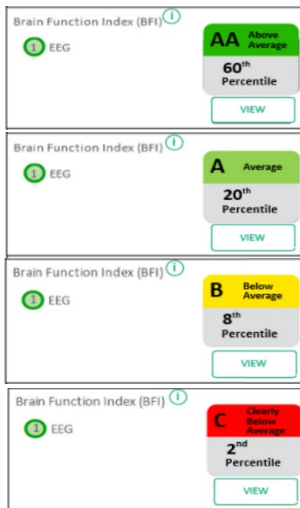 Brain Function Index (BFI) i
1 EEG
AA Above Average
60th Percentile
VIEW
Brain Function Index (BFI) i
1 EEG
A Average
20th Percentile
VIEW
Brain Function Index (BFI) i
1 EEG
B Below Average
8th Percentile
VIEW
Brain Function Index (BFI) i
1 EEG
C Clearly Below Average
2nd Percentile
VIEW